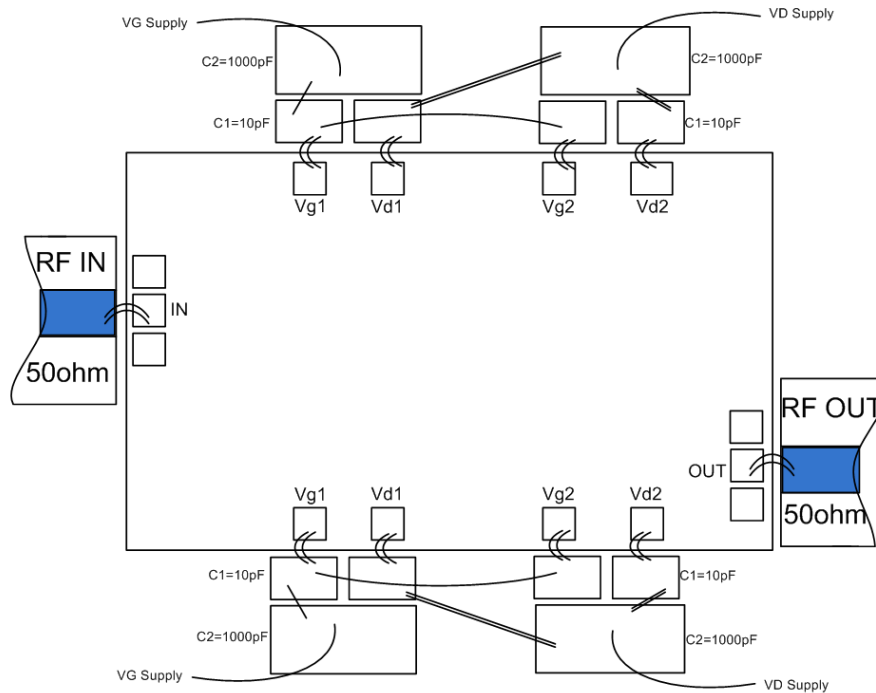 VG Supply
VD Supply
C2=1000pF
C2=1000pF
C1=10pF
C1=10pF
Vg1
Vd1
Vg2
Vd2
RF IN
IN
50ohm
RF OUT
OUT
50ohm
Vg1
Vd1
Vg2
Vd2
C1=10pF
C1=10pF
C2=1000pF
C2=1000pF
VG Supply
VD Supply